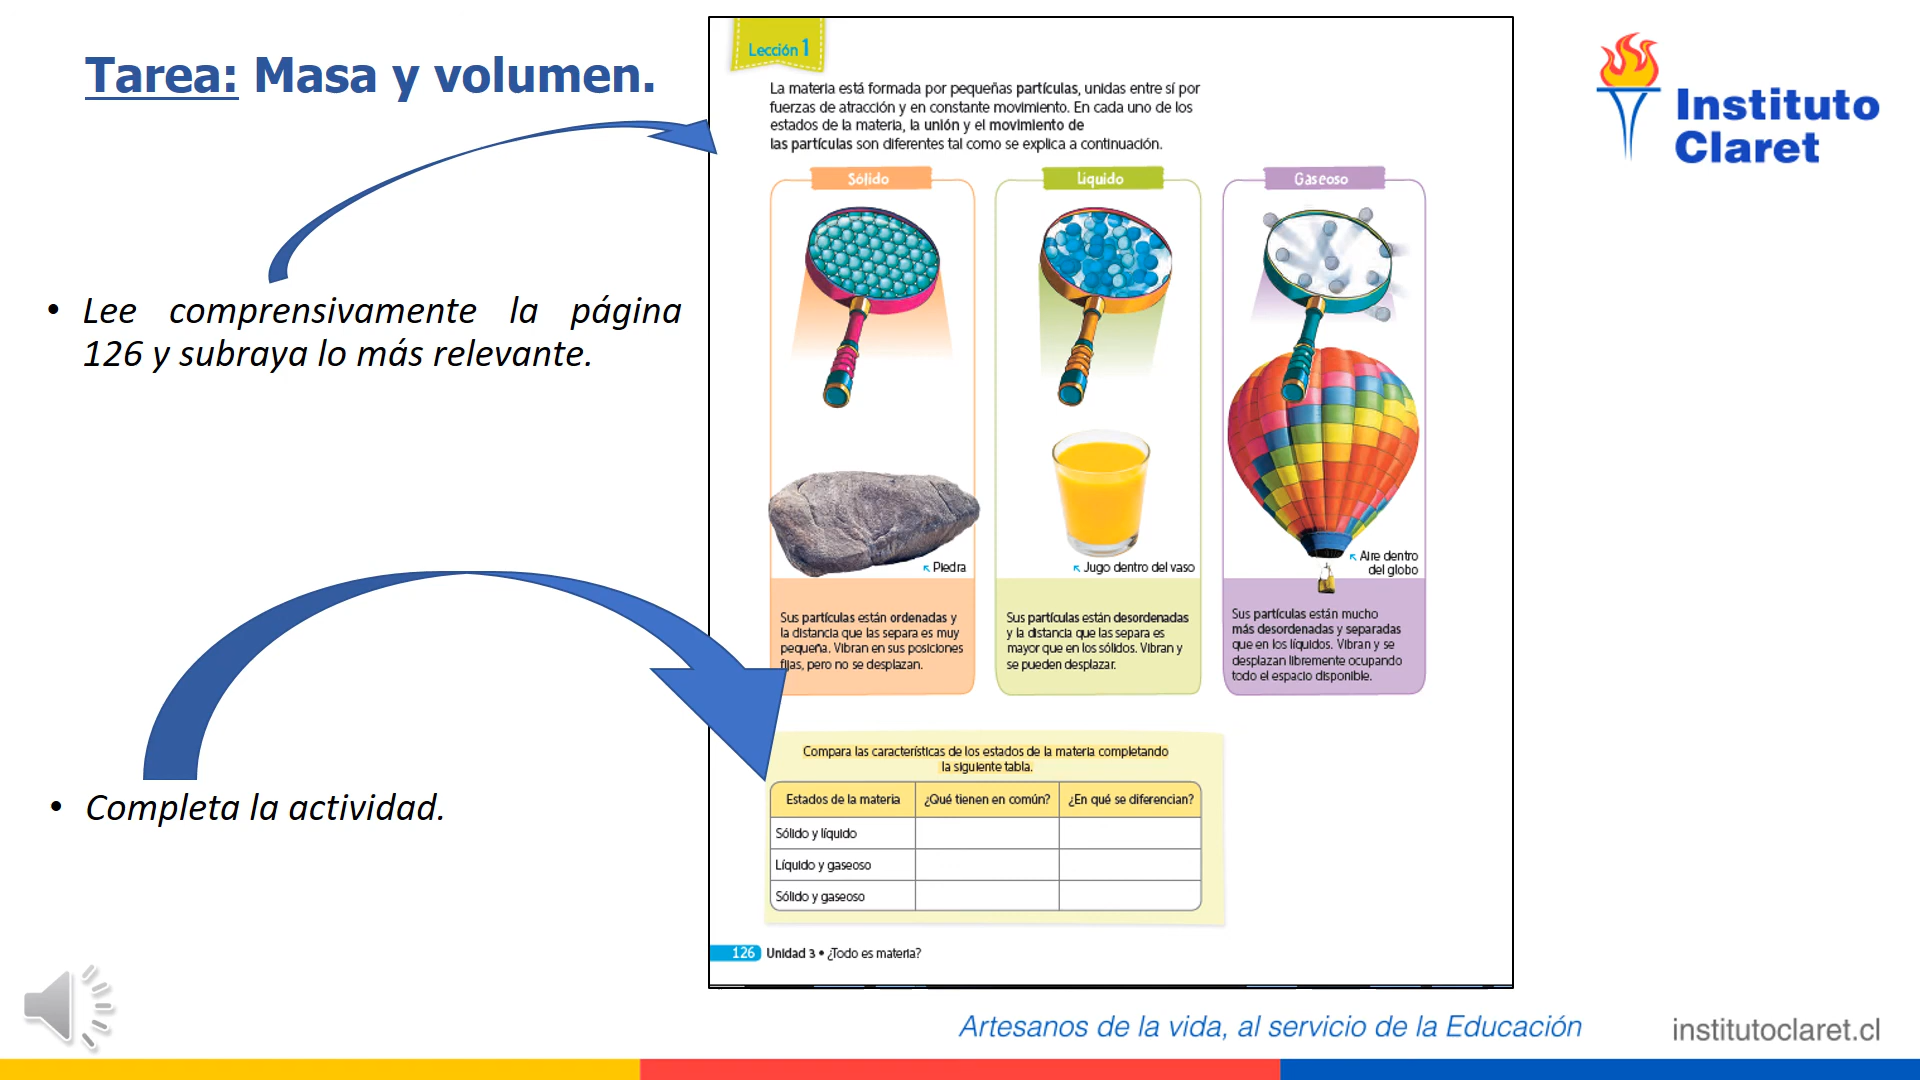 Tarea: Masa y volumen.
• Lee comprensivamente la página
126 y subraya lo más relevante.
• Completa la actividad.
Lección 1
La materia está formada por pequeñas partículas, unidas entre sí por
fuerzas de atracción y en constante movimiento. En cada uno de los
estados de la materia, la unión y el movimiento de
las partículas son diferentes tal como se explica a continuación.
Sólido
Piedra
Sus partículas están ordenadas y
la distancia que las separa es muy
pequeña. Vibran en sus posiciones
fijas, pero no se desplazan.
Líquido
Jugo dentro del vaso
Sus partículas están desordenadas
y la distancia que las separa es
mayor que en los sólidos. Vibran y
se pueden desplazar.
Gaseoso
Aire dentro
del globo
Sus partículas están mucho
más desordenadas y separadas
que en los líquidos. Vibran y se
desplazan libremente ocupando
todo el espacio disponible.
Compara las características de los estados de la materia completando
la siguiente tabla.
Estados de la materia ¿Qué tienen en común? ¿En qué se diferencian?
Sólido y líquido
Líquido y gaseoso
Sólido y gaseoso
126 Unidad 3 • ¿Todo es materia?
Instituto
Claret
Artesanos de la vida, al servicio de la Educación
institutoclaret.cl